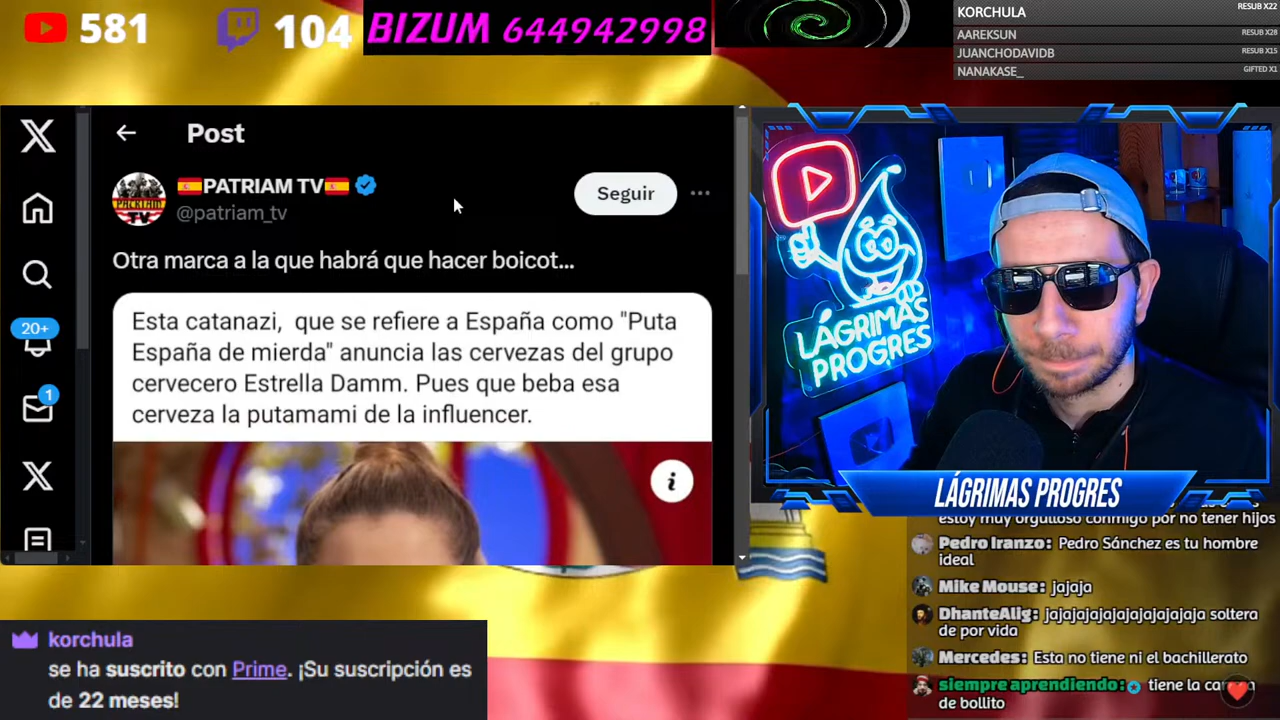 581
104
BIZUM 644942998
KORCHULA
RESUB X22
AAREKSUN
RESUB X28
JUANCHODAVIDB
RESUB X15
NANAKASE_
GIFTED X1
Post
🇪🇸PATRIAM TV🇪🇸
@patriam_tv
Seguir
Otra marca a la que habrá que hacer boicot...
Esta catanazi, que se refiere a España como "Puta
España de mierda" anuncia las cervezas del grupo
cervecero Estrella Damm. Pues que beba esa
cerveza la putamami de la influencer.
20+
1
PATRIAM
TV
LÁGRIMAS
PROGRES
LÁGRIMAS PROGRES
estoy muy orgulloso conmigo por no tener hijos
Pedro Iranzo: Pedro Sánchez es tu hombre
ideal
Mike Mouse: jajaja
DhanteAlig: jajajajajajajajajajaja soltera
de por vida
Mercedes: Esta no tiene ni el bachillerato
siempre aprendiendo: tiene la
de bollito
korchula
se ha suscrito con Prime. ¡Su suscripción es
de 22 meses!